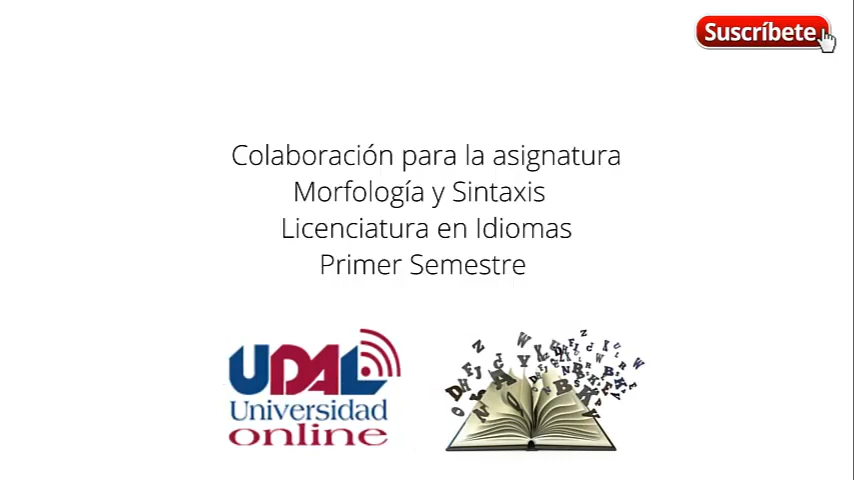 Suscríbete
Colaboración para la asignatura
Morfología y Sintaxis
Licenciatura en Idiomas
Primer Semestre
UDAL
Universidad
online